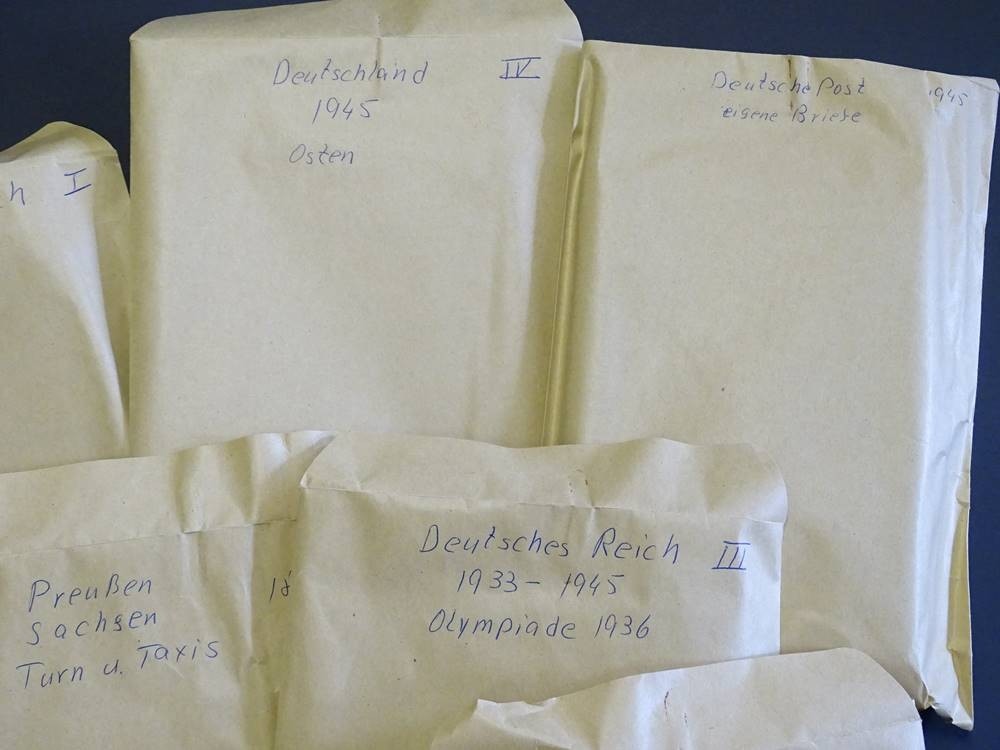 h I
Deutschland IV
1945
Osten
Deutsche Post 1945
eigene Briefe
Preußen
Sachsen
Turn u. Taxis
18
Deutsches Reich III
1933 - 1945
Olympiade 1936